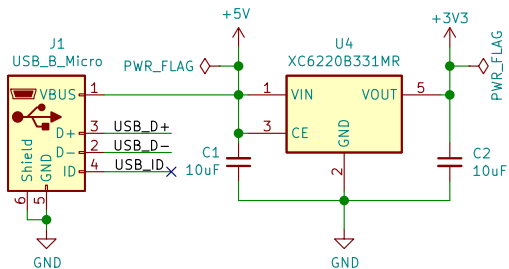 +5V
+3V3
J1
USB_B_Micro
PWR_FLAG
U4
XC6220B331MR
PWR_FLAG
VBUS
1
1
VIN
VOUT
5
D+
3
USB_D+
3
CE
D-
2
USB_D-
GND
ID
4
USB_ID
C1
10uF
C2
10uF
Shield
GND
2
6
5
GND
GND